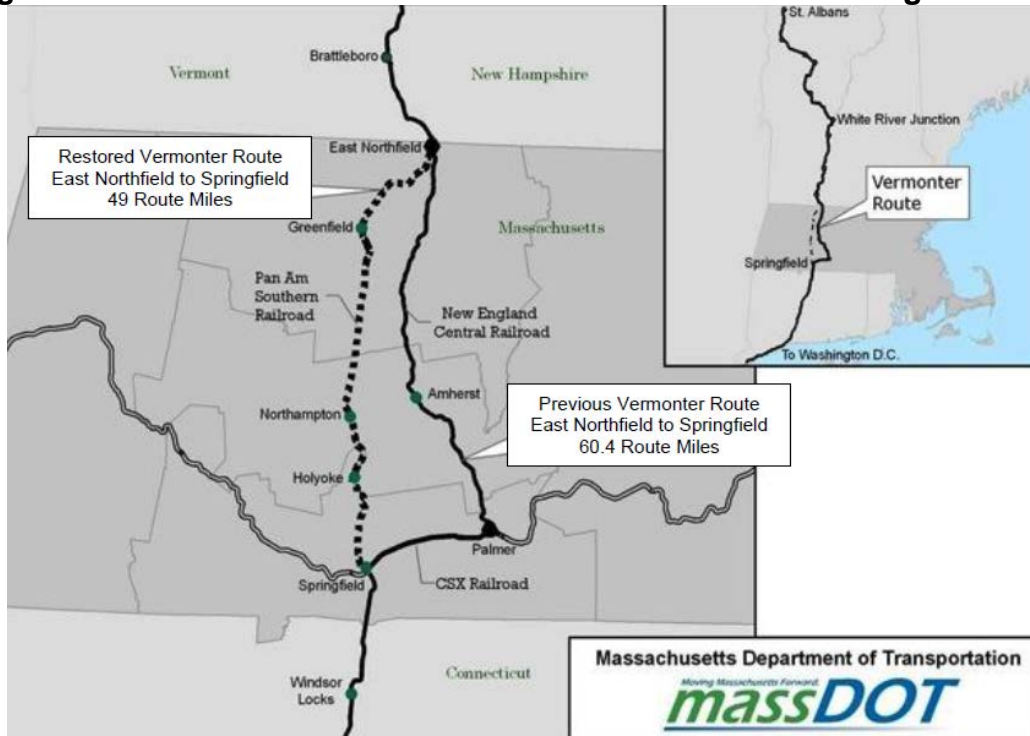 Brattleboro
Vermont
New Hampshire
East Northfield
Restored Vermonter Route
East Northfield to Springfield
49 Route Miles
Greenfield
Massachusetts
Pan Am
Southern
Railroad
New England
Central Railroad
Amherst
Northampton
Previous Vermonter Route
East Northfield to Springfield
60.4 Route Miles
Holyoke
Palmer
Springfield
CSX Railroad
Connecticut
Windsor
Locks
St. Albans
White River Junction
Vermonter
Route
Springfield
To Washington D.C.
Massachusetts Department of Transportation
Moving Massachusetts Forward.
massDOT